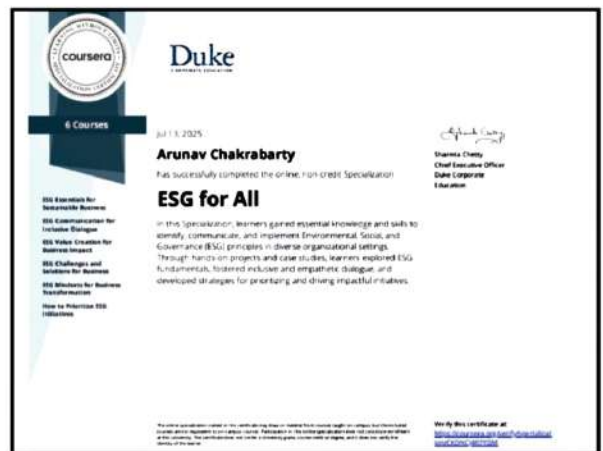 coursera
Duke
CORPORATE EDUCATION
6 Courses
ESG Essentials for
Sustainable Business
ESG Communication for
Inclusive Dialogue
ESG Value Creation for
Business Impact
ESG Challenges and
Solutions for Business
ESG Mindsets for Business
Transformation
How to Prioritize ESG
Initiatives
Jul 13, 2025
Arunav Chakrabarty
has successfully completed the online, non-credit Specialization
ESG for All
In this Specialization, learners gained essential knowledge and skills to
identify, communicate, and implement Environmental, Social, and
Governance (ESG) principles in diverse organizational settings.
Through hands-on projects and case studies, learners explored ESG
fundamentals, fostered inclusive and empathetic dialogue, and
developed strategies for prioritizing and driving impactful initiatives.
Sharmla Chetty
Chief Executive Officer
Duke Corporate
Education
Verify this certificate at: